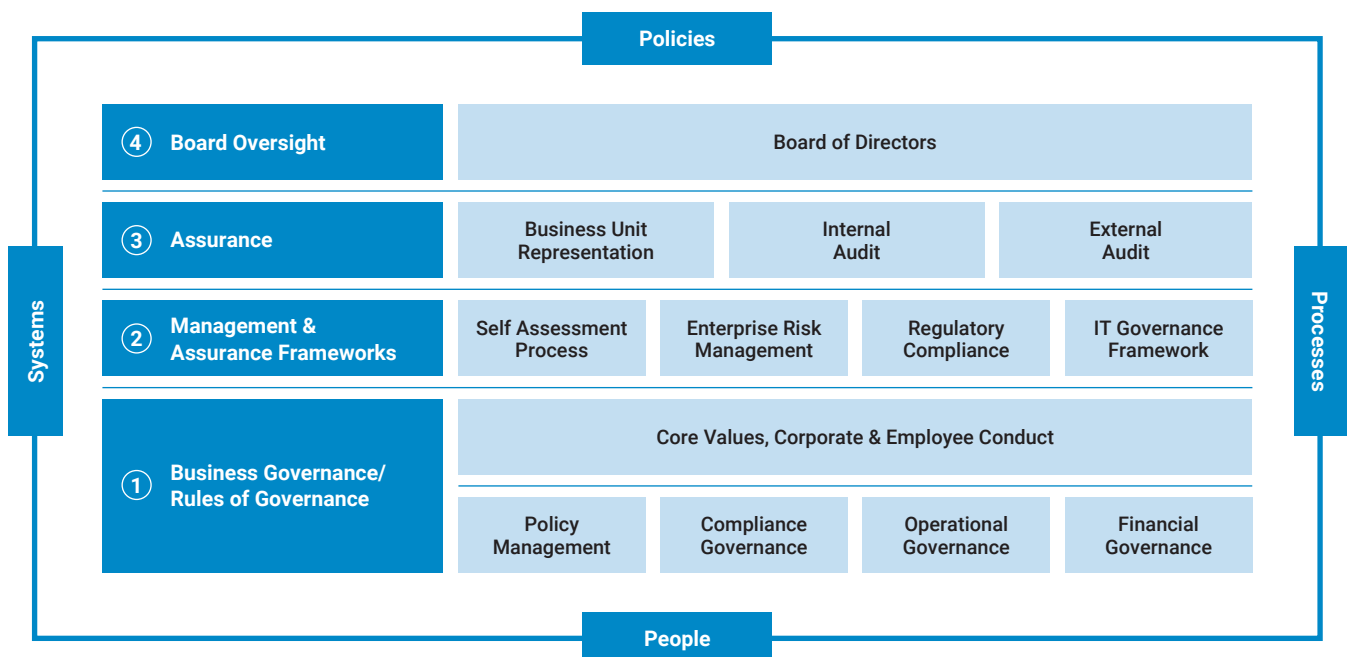 Policies
4 Board Oversight
Board of Directors
3 Assurance
Business Unit
Representation
Internal
Audit
External
Audit
Systems
2 Management &
Assurance Frameworks
Self Assessment
Process
Enterprise Risk
Management
Regulatory
Compliance
IT Governance
Framework
Processes
1 Business Governance/
Rules of Governance
Core Values, Corporate & Employee Conduct
Policy
Management
Compliance
Governance
Operational
Governance
Financial
Governance
People